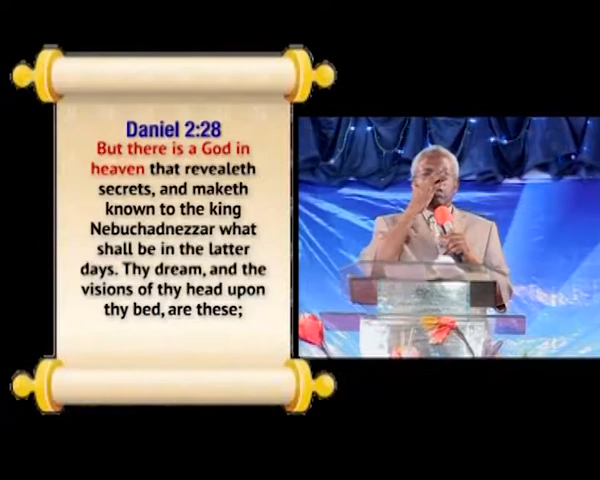 Daniel 2:28
But there is a God in
heaven that revealeth
secrets, and maketh
known to the king
Nebuchadnezzar what
shall be in the latter
days. Thy dream, and the
visions of thy head upon
thy bed, are these;